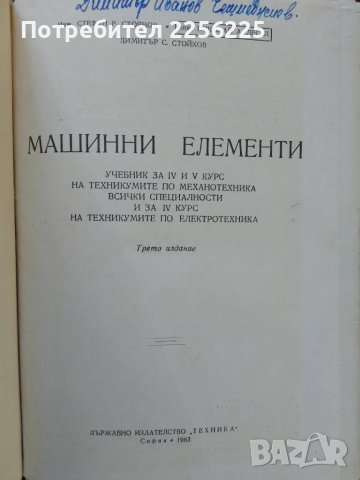 Потребител 2256225
Димитър Иванов
ДИМИТЪР С. СТОЙКОВ
МАШИННИ ЕЛЕМЕНТИ
УЧЕБНИК ЗА IV И V КУРС
НА ТЕХНИКУМИТЕ ПО МЕХАНОТЕХНИКА
ВСИЧКИ СПЕЦИАЛНОСТИ
И ЗА IV КУРС
НА ТЕХНИКУМИТЕ ПО ЕЛЕКТРОТЕХНИКА
Трето издание
ДЪРЖАВНО ИЗДАТЕЛСТВО „ТЕХНИКА"
София • 1963
BAZAR